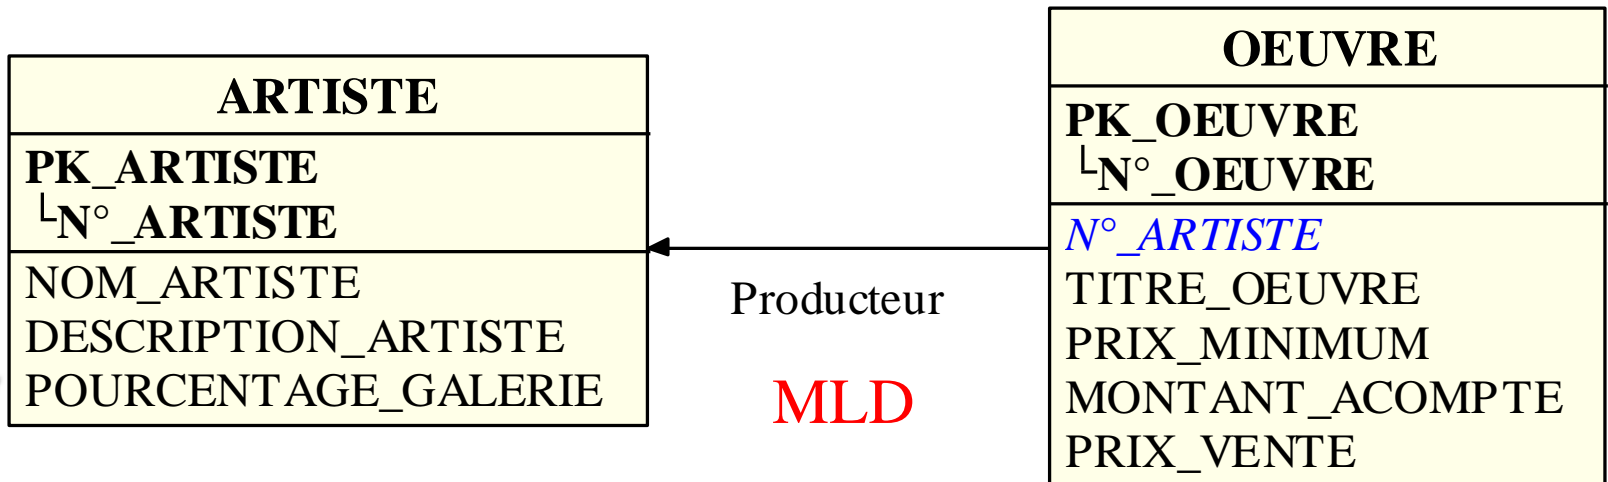 ARTISTE
PK_ARTISTE
└N°_ARTISTE
NOM_ARTISTE
DESCRIPTION_ARTISTE
POURCENTAGE_GALERIE
Producteur
MLD
OEUVRE
PK_OEUVRE
└N°_OEUVRE
N°_ARTISTE
TITRE_OEUVRE
PRIX_MINIMUM
MONTANT_ACOMPTE
PRIX_VENTE